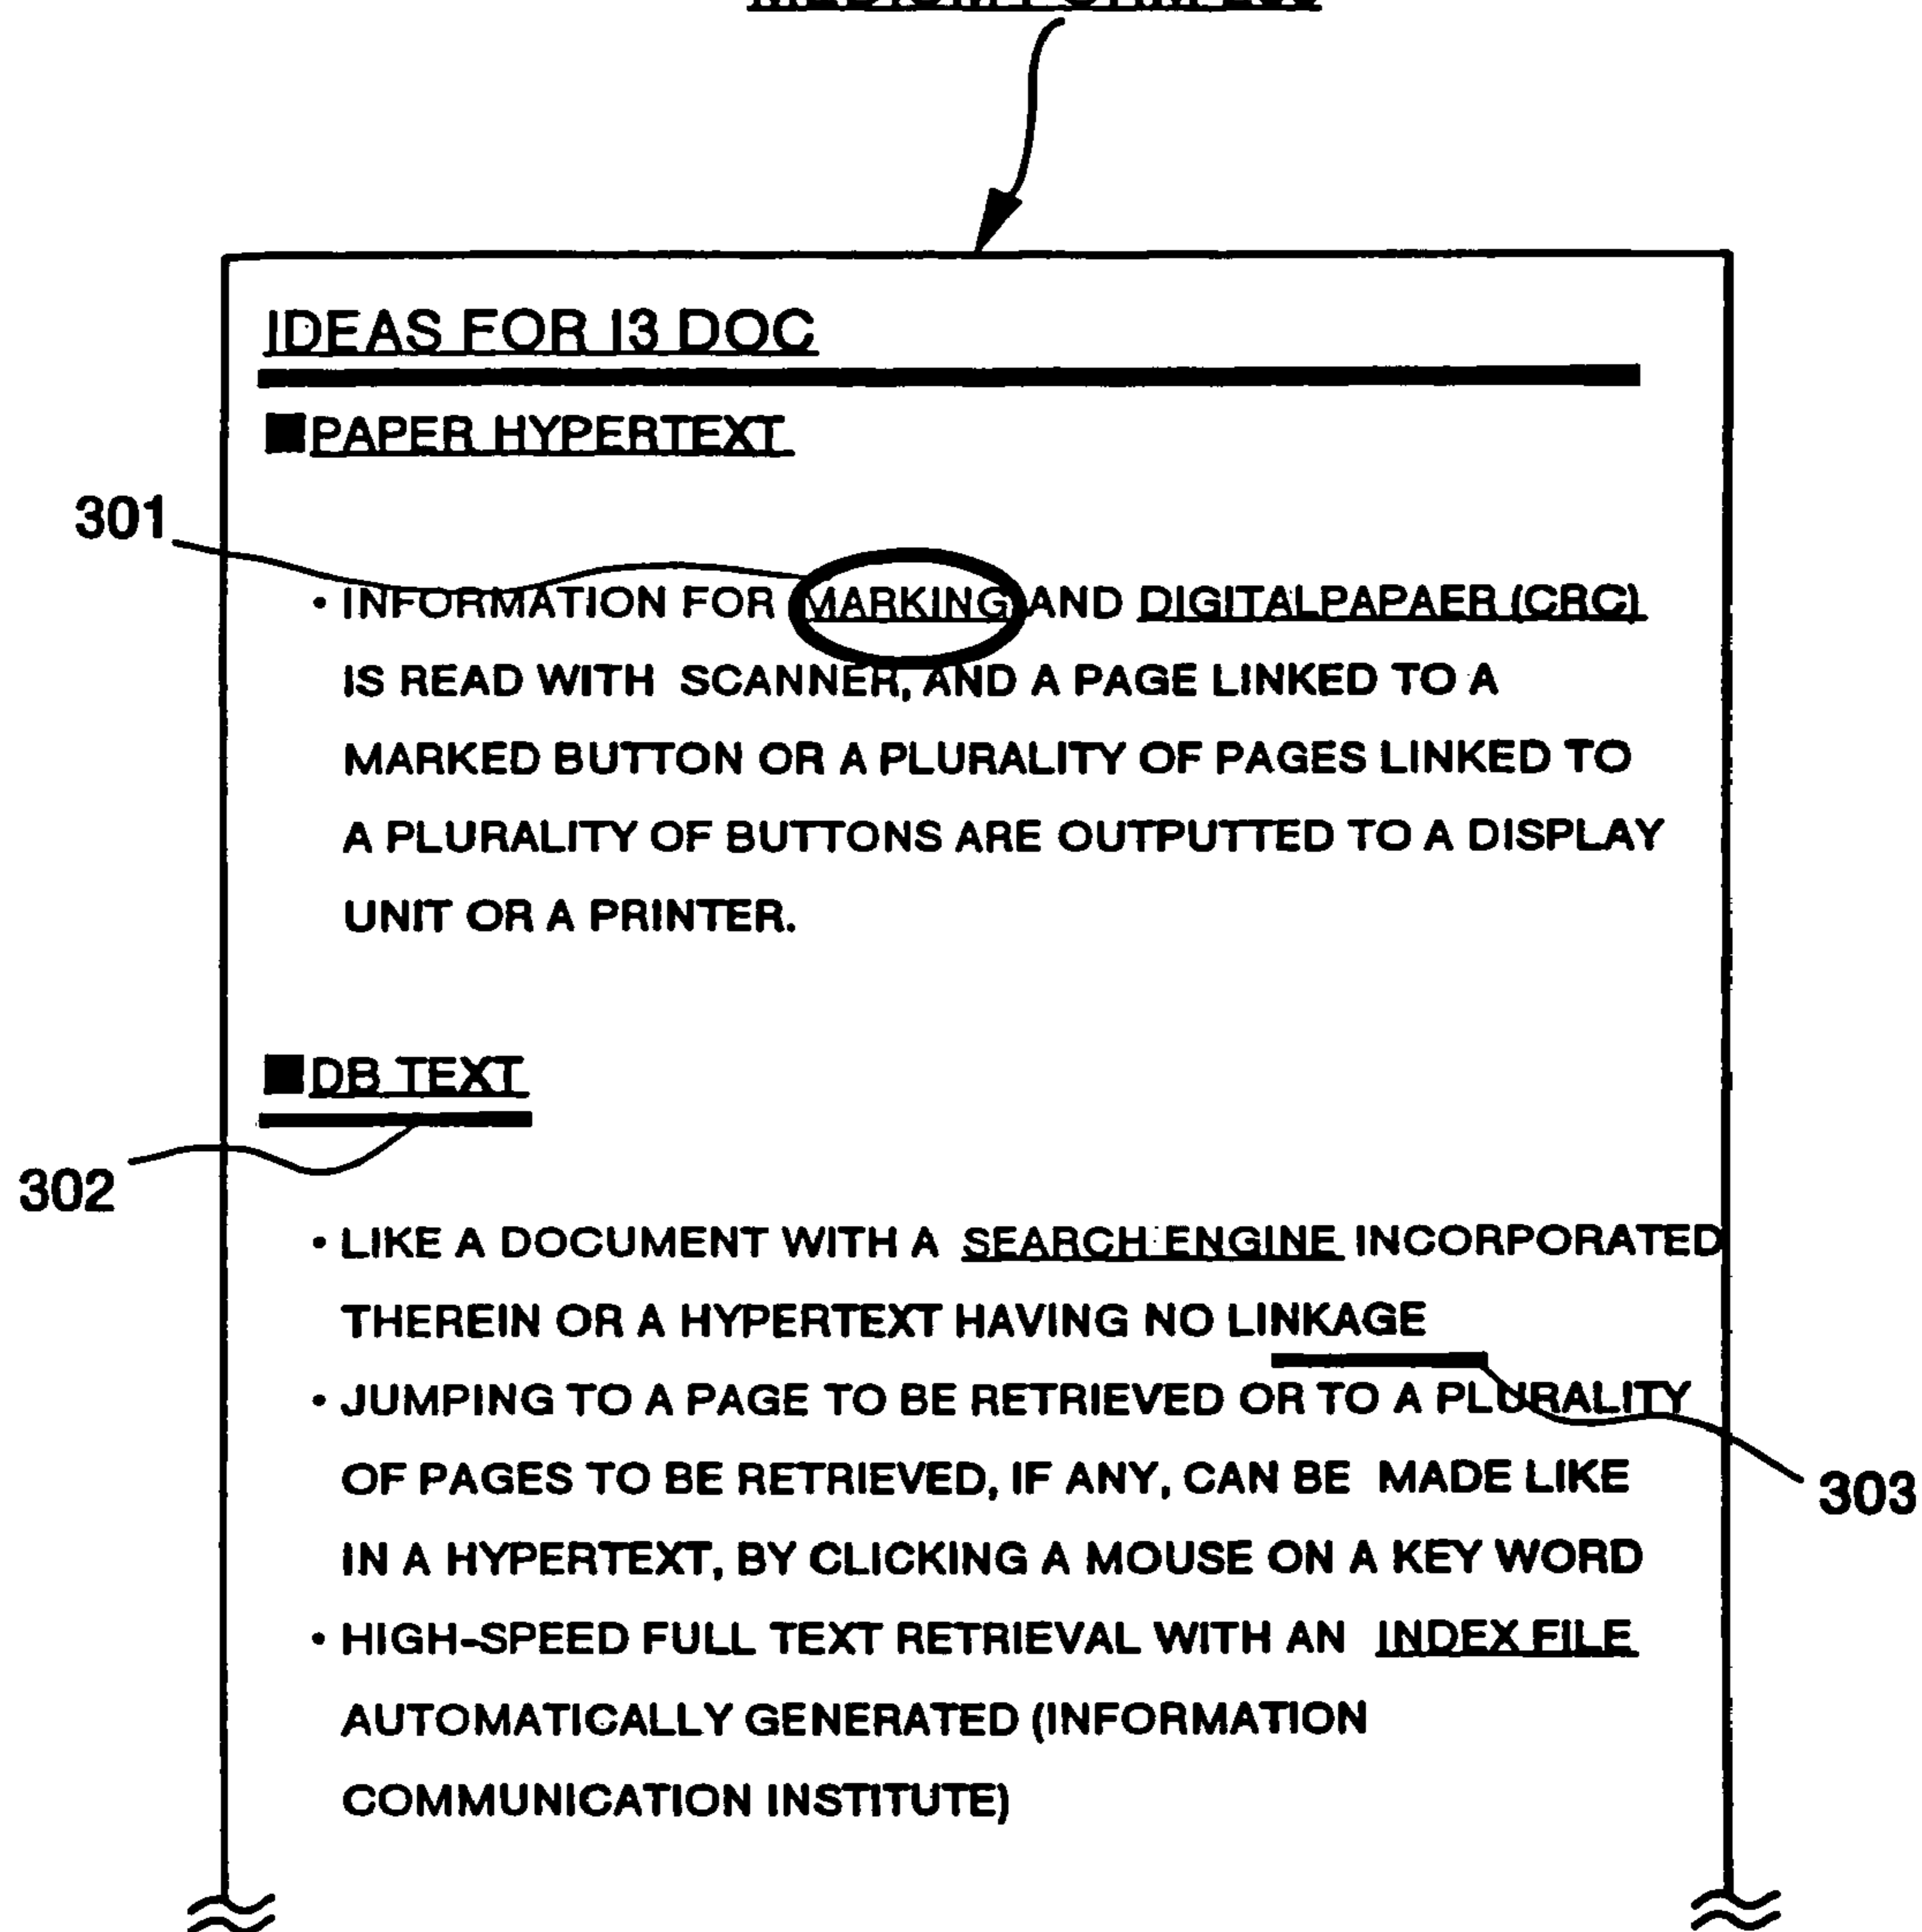 IDEAS FOR I3 DOC
■PAPER HYPERTEXT
301
• INFORMATION FOR MARKING AND DIGITALPAPAER (CRC)
IS READ WITH SCANNER, AND A PAGE LINKED TO A
MARKED BUTTON OR A PLURALITY OF PAGES LINKED TO
A PLURALITY OF BUTTONS ARE OUTPUTTED TO A DISPLAY
UNIT OR A PRINTER.
■DB TEXT
302
• LIKE A DOCUMENT WITH A SEARCH ENGINE INCORPORATED
THEREIN OR A HYPERTEXT HAVING NO LINKAGE
• JUMPING TO A PAGE TO BE RETRIEVED OR TO A PLURALITY
OF PAGES TO BE RETRIEVED, IF ANY, CAN BE MADE LIKE
303
IN A HYPERTEXT, BY CLICKING A MOUSE ON A KEY WORD
• HIGH-SPEED FULL TEXT RETRIEVAL WITH AN INDEX FILE
AUTOMATICALLY GENERATED (INFORMATION
COMMUNICATION INSTITUTE)